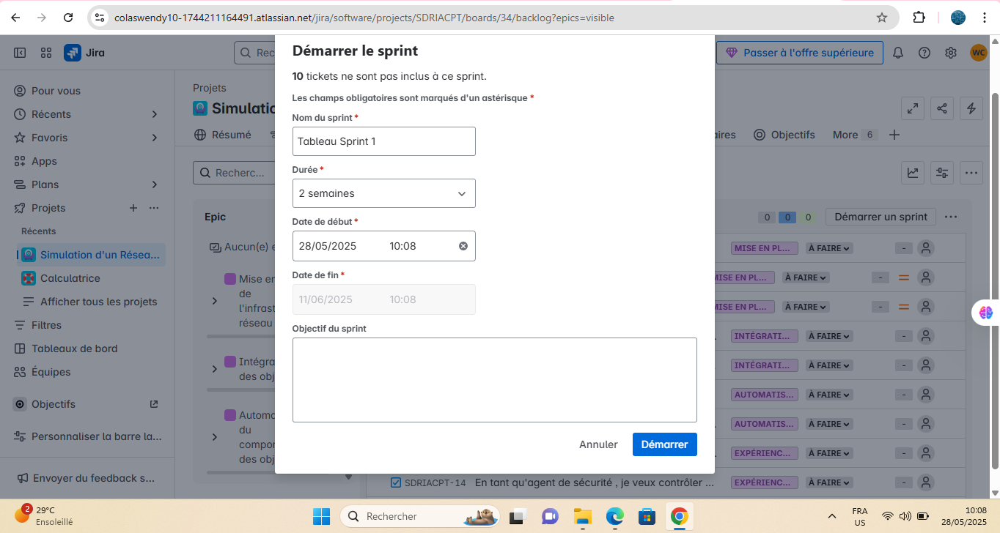 colaswendy10-1744211164491.atlassian.net/jira/software/projects/SDRIACPT/boards/34/backlog?epics=visible
Jira
Rec
Passer à l'offre supérieure
WC
Pour vous
Récents
Favoris
Apps
Plans
Projets
Récents
Simulation d'un Résea...
Calculatrice
Afficher tous les projets
Filtres
Tableaux de bord
Équipes
Objectifs
Personnaliser la barre la...
Envoyer du feedback s...
Projets
Simulatio
Résumé
aires
Objectifs
More 6
Recherc...
Epic
Aucun(e) e
Mise en
de
l'infrast
réseau
Intégra
des obj
Automa
du
compor
des obj
Démarrer le sprint
10 tickets ne sont pas inclus à ce sprint.
Les champs obligatoires sont marqués d'un astérisque *
Nom du sprint *
Tableau Sprint 1
Durée *
2 semaines
Date de début *
28/05/2025 10:08
Date de fin *
11/06/2025 10:08
Objectif du sprint
Annuler
Démarrer
0 0 0 Démarrer un sprint
MISE EN PL... À FAIRE -
MISE EN PL... À FAIRE -
MISE EN PL... À FAIRE -
INTÉGRATI... À FAIRE -
INTÉGRATI... À FAIRE -
AUTOMATIS... À FAIRE -
AUTOMATIS... À FAIRE -
EXPÉRIENC... À FAIRE -
SDRIACPT-14 En tant qu'agent de sécurité , je veux contrôler ... EXPÉRIENC... À FAIRE -
2
29°C
Ensoleillé
Rechercher
FRA
US
10:08
28/05/2025